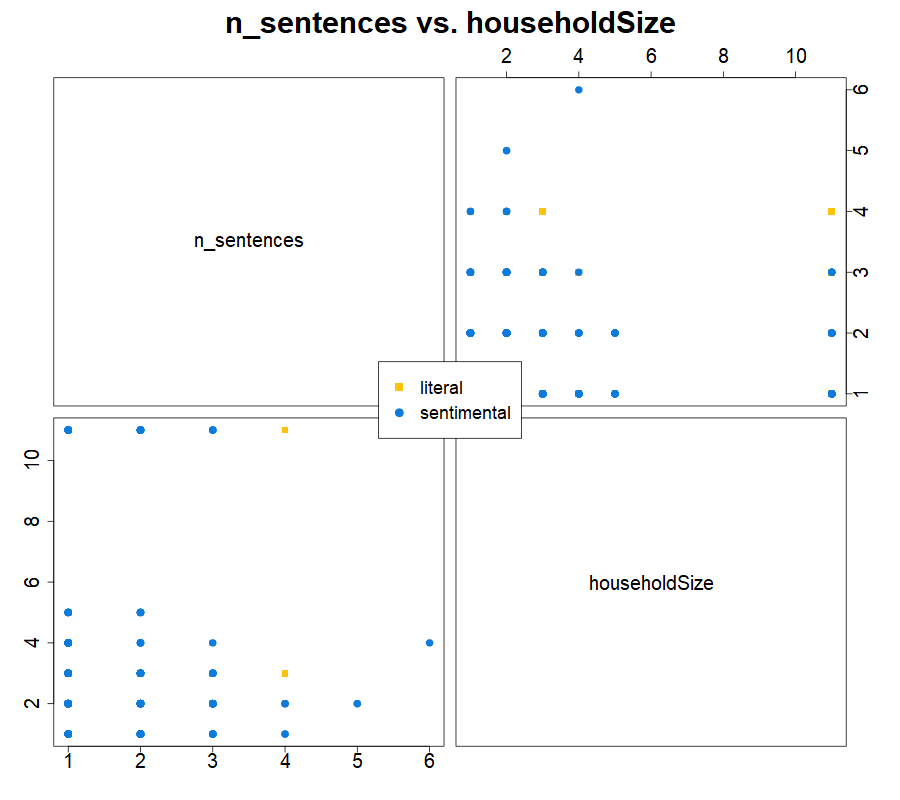 n_sentences vs. householdSize
2 4 6 8 10
6
5
4
3
2
1
n_sentences
literal
sentimental
10
8
6
4
2
householdSize
1 2 3 4 5 6